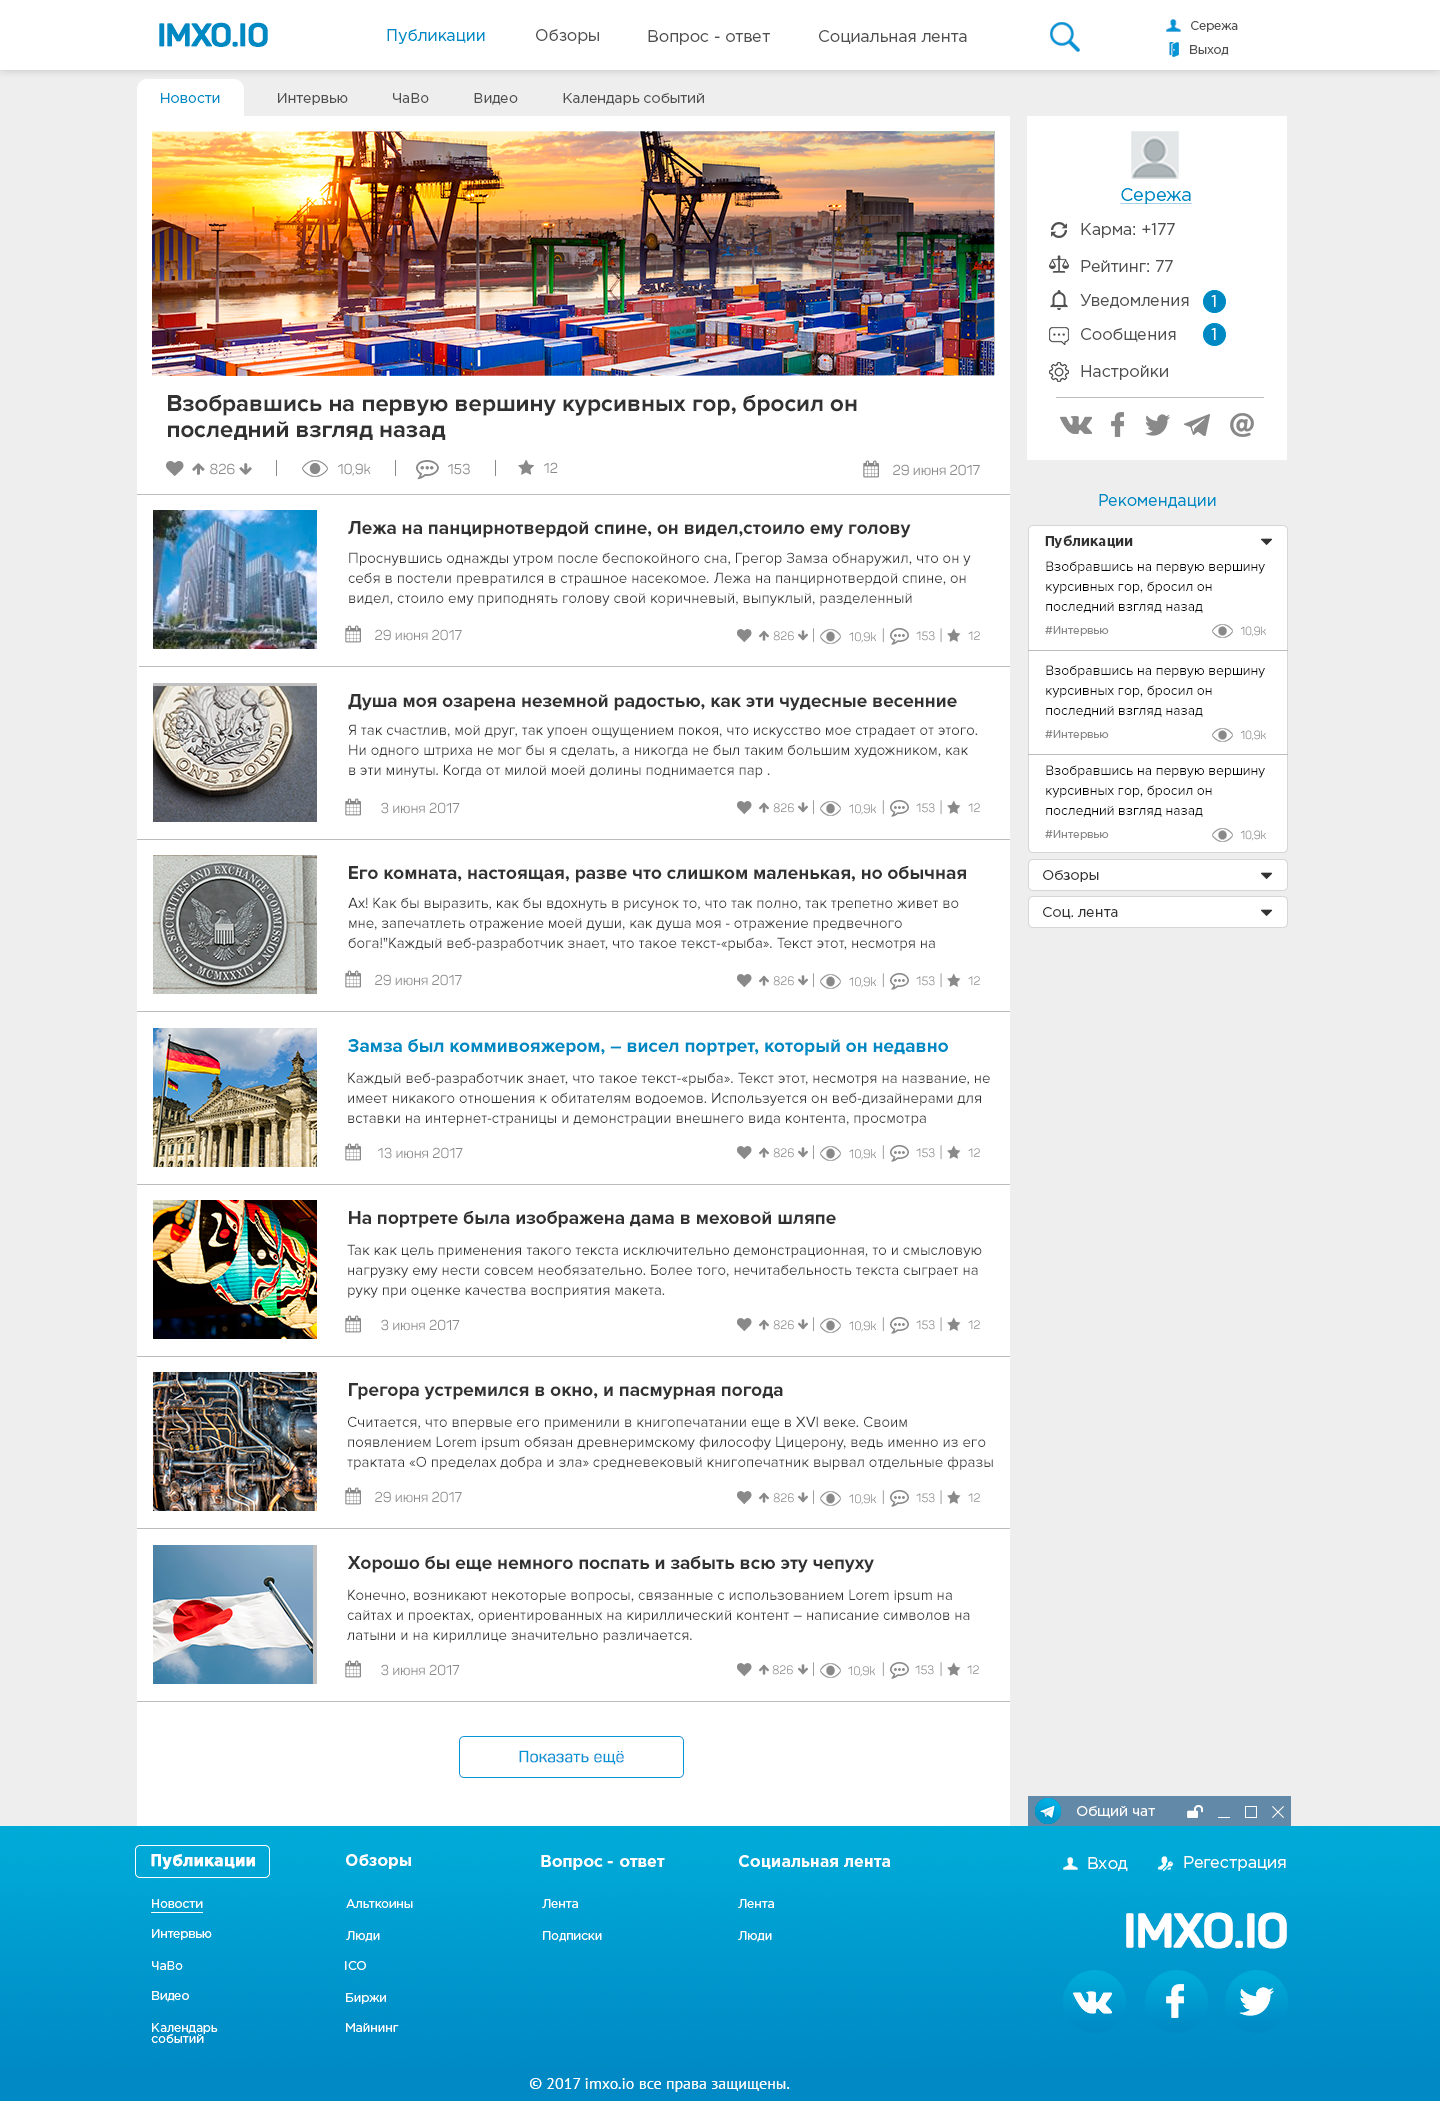 IMXO.IO
Публикации
Обзоры
Вопрос - ответ
Социальная лента
Сережа
Выход
Новости
Интервью
ЧаВо
Видео
Календарь событий
Взобравшись на первую вершину курсивных гор, бросил он
последний взгляд назад
826
10,9k
153
12
29 июня 2017
Лежа на панцирнотвердой спине, он видел,стоило ему голову
Проснувшись однажды утром после беспокойного сна, Грегор Замза обнаружил, что он у
себя в постели превратился в страшное насекомое. Лежа на панцирнотвердой спине, он
видел, стоило ему приподнять голову свой коричневый, выпуклый, разделенный
29 июня 2017
826 | 10,9k | 153 | 12
ONE POUND
Душа моя озарена неземной радостью, как эти чудесные весенние
Я так счастлив, мой друг, так упоен ощущением покоя, что искусство мое страдает от этого.
Ни одного штриха не мог бы я сделать, а никогда не был таким большим художником, как
в эти минуты. Когда от милой моей долины поднимается пар .
3 июня 2017
826 | 10,9k | 153 | 12
U.S. SECURITIES AND EXCHANGE COMMISSION
MCMXXXIV
Его комната, настоящая, разве что слишком маленькая, но обычная
Ах! Как бы выразить, как бы вдохнуть в рисунок то, что так полно, так трепетно живет во
мне, запечатлеть отражение моей души, как душа моя - отражение предвечного
бога!"Каждый веб-разработчик знает, что такое текст-«рыба». Текст этот, несмотря на
29 июня 2017
826 | 10,9k | 153 | 12
Замза был коммивояжером, – висел портрет, который он недавно
Каждый веб-разработчик знает, что такое текст-«рыба». Текст этот, несмотря на название, не
имеет никакого отношения к обитателям водоемов. Используется он веб-дизайнерами для
вставки на интернет-страницы и демонстрации внешнего вида контента, просмотра
13 июня 2017
826 | 10,9k | 153 | 12
На портрете была изображена дама в меховой шляпе
Так как цель применения такого текста исключительно демонстрационная, то и смысловую
нагрузку ему нести совсем необязательно. Более того, нечитабельность текста сыграет на
руку при оценке качества восприятия макета.
3 июня 2017
826 | 10,9k | 153 | 12
Грегора устремился в окно, и пасмурная погода
Считается, что впервые его применили в книгопечатании еще в XVI веке. Своим
появлением Lorem ipsum обязан древнеримскому философу Цицерону, ведь именно из его
трактата «О пределах добра и зла» средневековый книгопечатник вырвал отдельные фразы
29 июня 2017
826 | 10,9k | 153 | 12
Хорошо бы еще немного поспать и забыть всю эту чепуху
Конечно, возникают некоторые вопросы, связанные с использованием Lorem ipsum на
сайтах и проектах, ориентированных на кириллический контент – написание символов на
латыни и на кириллице значительно различается.
3 июня 2017
826 | 10,9k | 153 | 12
Показать ещё
Сережа
Карма: +177
Рейтинг: 77
Уведомления 1
Сообщения 1
Настройки
Рекомендации
Публикации
Взобравшись на первую вершину
курсивных гор, бросил он
последний взгляд назад
#Интервью 10,9k
Взобравшись на первую вершину
курсивных гор, бросил он
последний взгляд назад
#Интервью 10,9k
Взобравшись на первую вершину
курсивных гор, бросил он
последний взгляд назад
#Интервью 10,9k
Обзоры
Соц. лента
Общий чат
Публикации
Новости
Интервью
ЧаВо
Видео
Календарь
событий
Обзоры
Альткоины
Люди
ICO
Биржи
Майнинг
Вопрос - ответ
Лента
Подписки
Социальная лента
Лента
Люди
Вход
Регестрация
IMXO.IO
© 2017 imxo.io все права защищены.